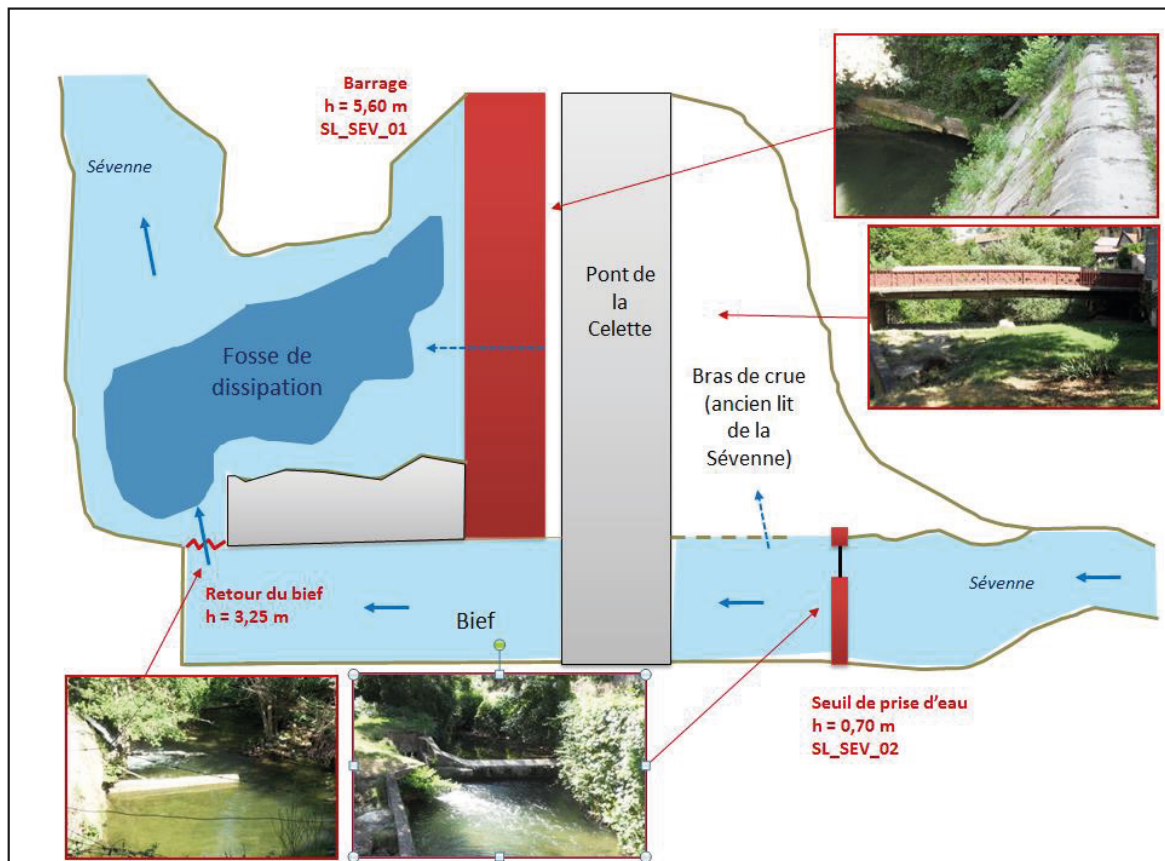 Barrage
h = 5,60 m
SL_SEV_01
Sévenne
Pont de
la
Celette
Fosse de
dissipation
Bras de crue
(ancien lit
de la
Sévenne)
Sévenne
Retour du bief
h = 3,25 m
Bief
Seuil de prise d’eau
h = 0,70 m
SL_SEV_02